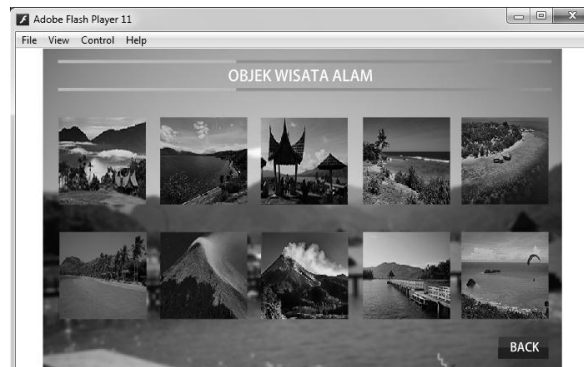 Adobe Flash Player 11
File View Control Help
OBJEK WISATA ALAM
BACK